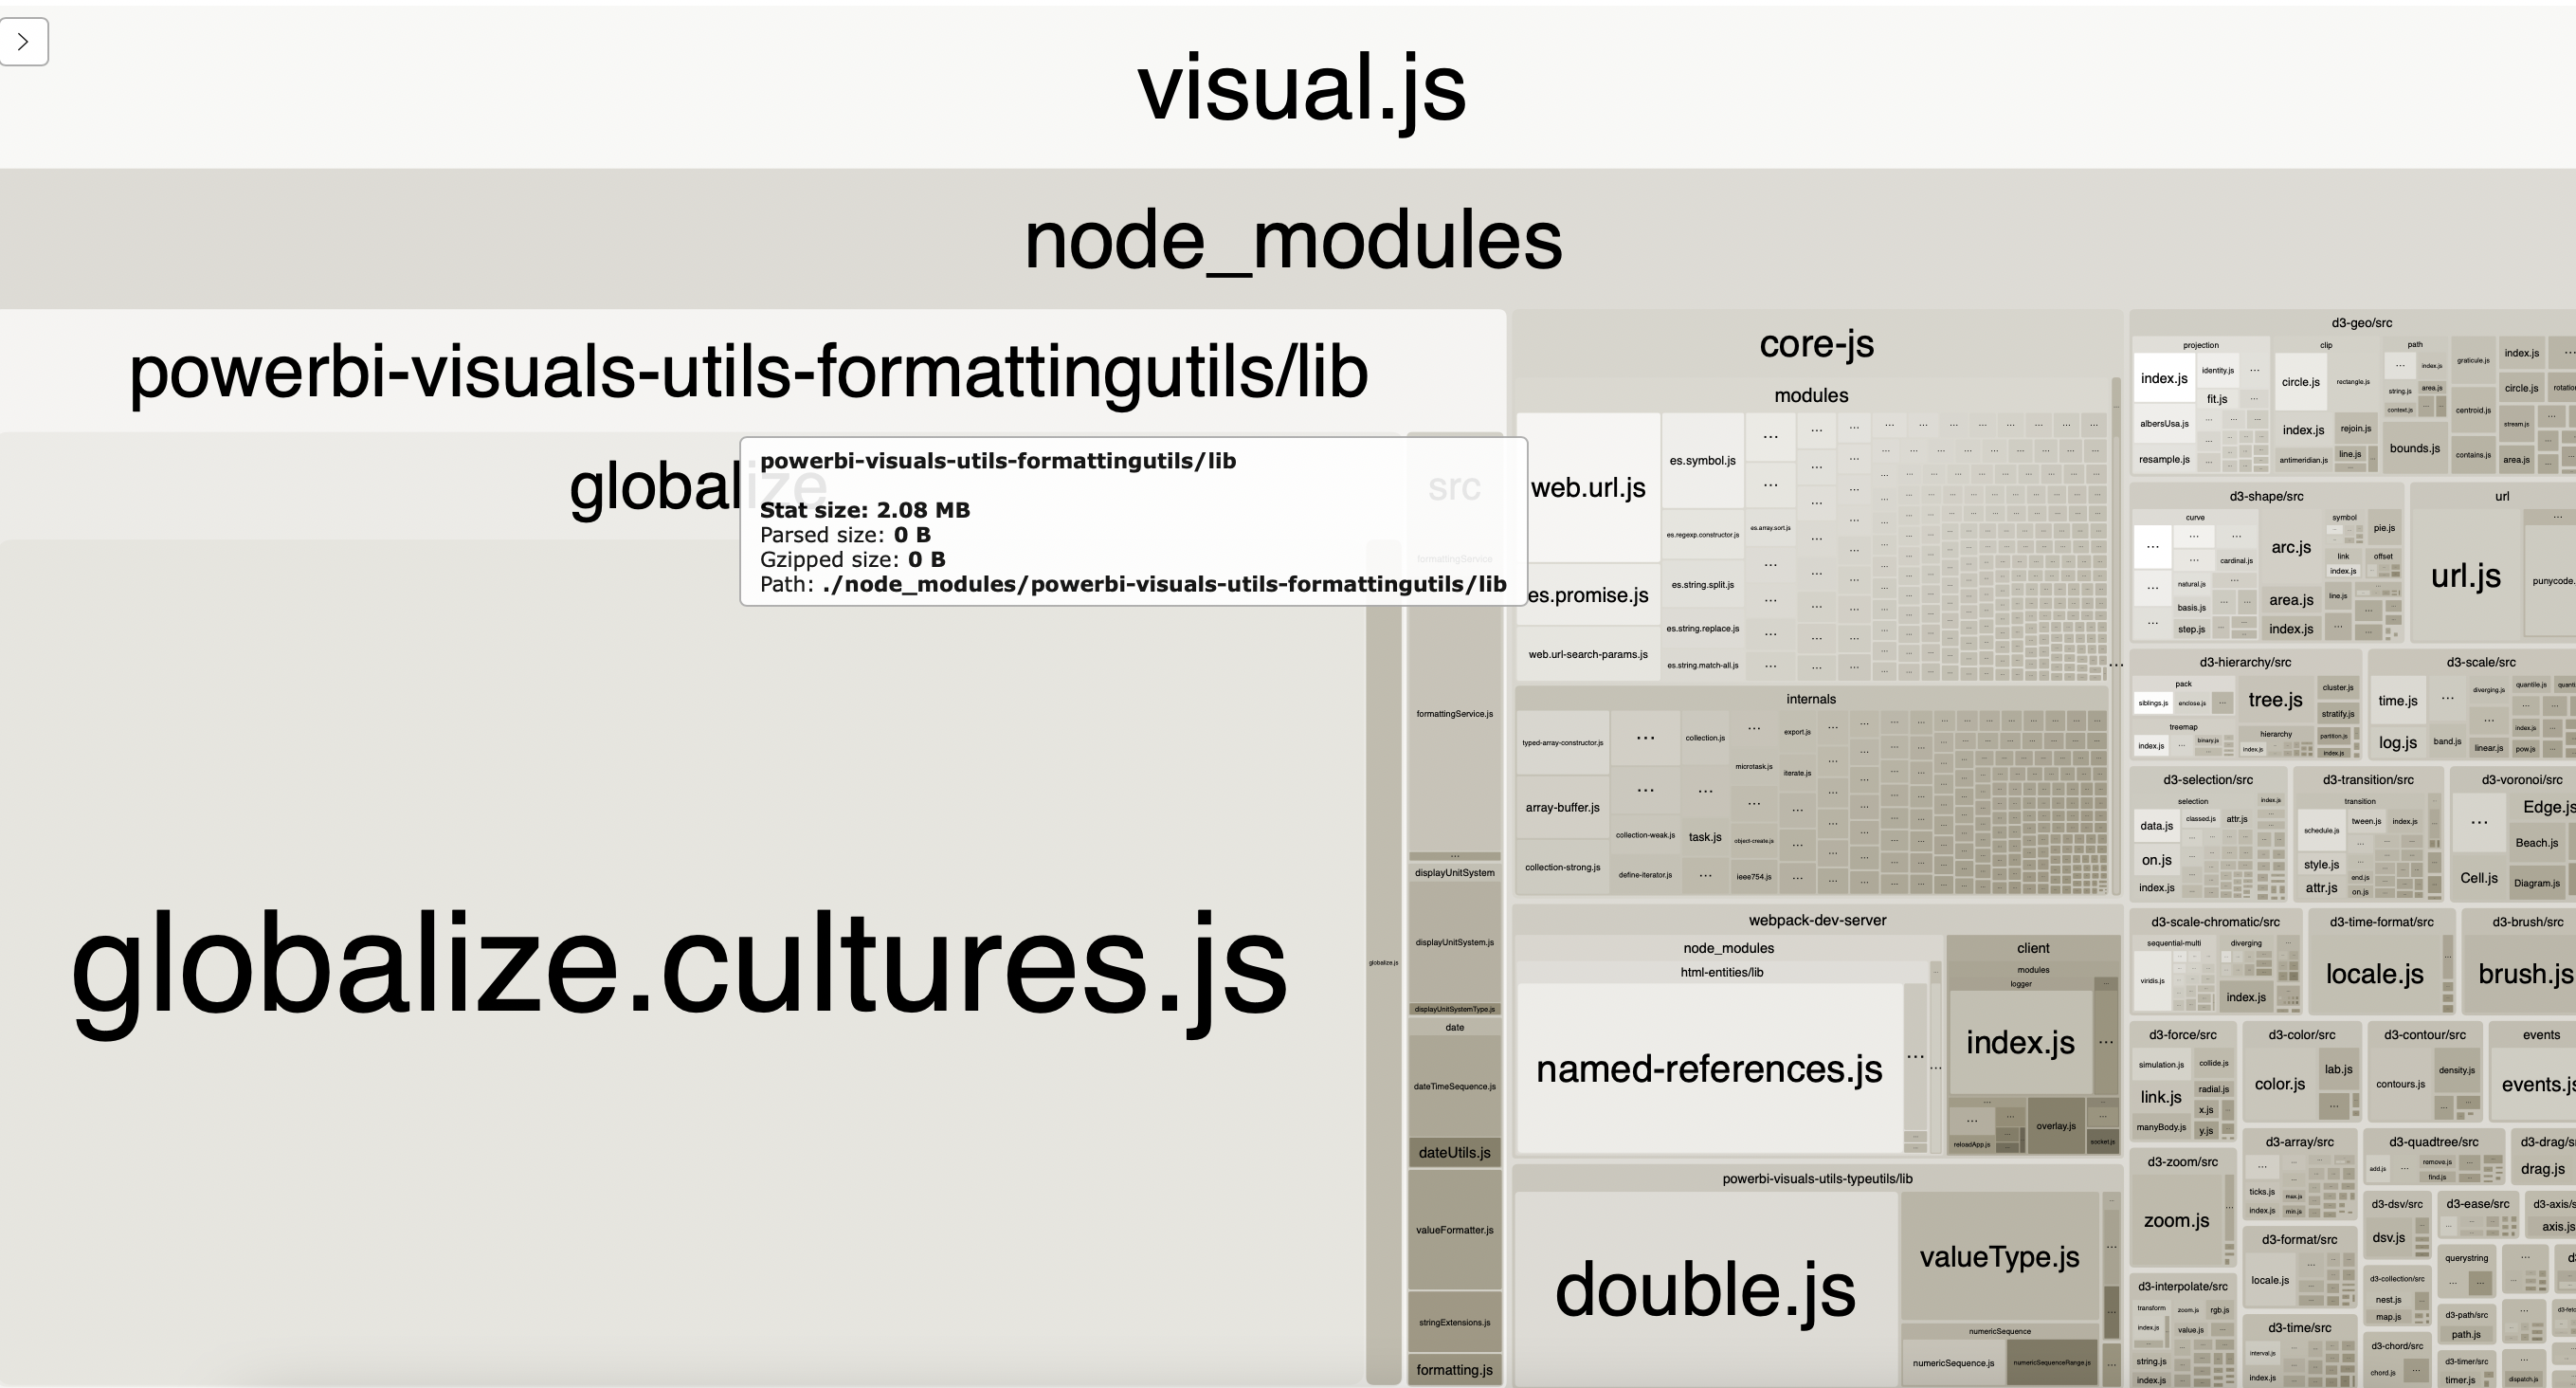 visual.js
node_modules
powerbi-visuals-utils-formattingutils/lib
globalize
src
powerbi-visuals-utils-formattingutils/lib
Stat size: 2.08 MB
Parsed size: 0 B
Gzipped size: 0 B
Path: ./node_modules/powerbi-visuals-utils-formattingutils/lib
formattingService
globalize.cultures.js
globalize.js
formattingService.js
...
displayUnitSystem
displayUnitSystem.js
displayUnitSystemType.js
date
dateTimeSequence.js
dateUtils.js
valueFormatter.js
stringExtensions.js
formatting.js
core-js
modules
web.url.js
es.promise.js
web.url-search-params.js
es.symbol.js
es.regexp.constructor.js
es.string.split.js
es.string.replace.js
es.string.match-all.js
es.array.sort.js
internals
typed-array-constructor.js
array-buffer.js
collection-strong.js
collection-weak.js
define-iterator.js
collection.js
task.js
microtask.js
object-create.js
ieee754.js
export.js
iterate.js
webpack-dev-server
node_modules
html-entities/lib
named-references.js
client
modules
logger
index.js
reloadApp.js
overlay.js
socket.js
powerbi-visuals-utils-typeutils/lib
double.js
valueType.js
numericSequence
numericSequence.js
numericSequenceRange.js
d3-geo/src
projection
index.js
identity.js
fit.js
albersUsa.js
resample.js
clip
circle.js
rectangle.js
index.js
rejoin.js
antimeridian.js
line.js
path
index.js
string.js
area.js
context.js
bounds.js
graticule.js
centroid.js
contains.js
index.js
circle.js
stream.js
area.js
d3-shape/src
curve
cardinal.js
natural.js
basis.js
step.js
arc.js
area.js
index.js
symbol
pie.js
link
offset
index.js
line.js
url
url.js
punycode.
d3-hierarchy/src
pack
siblings.js
enclose.js
treemap
index.js
binary.js
tree.js
cluster.js
stratify.js
hierarchy
index.js
partition.js
index.js
d3-scale/src
time.js
log.js
band.js
diverging.js
linear.js
quantile.js
index.js
pow.js
d3-selection/src
selection
data.js
classed.js
attr.js
index.js
on.js
index.js
d3-transition/src
transition
schedule.js
tween.js
index.js
style.js
attr.js
end.js
on.js
d3-voronoi/src
Edge.js
Beach.js
Cell.js
Diagram.js
d3-scale-chromatic/src
sequential-multi
diverging
viridis.js
index.js
d3-time-format/src
locale.js
d3-brush/src
brush.js
d3-force/src
simulation.js
collide.js
link.js
radial.js
x.js
manyBody.js
y.js
d3-color/src
color.js
lab.js
d3-contour/src
contours.js
density.js
events
events.js
d3-array/src
ticks.js
max.js
index.js
min.js
d3-quadtree/src
add.js
remove.js
find.js
drag.js
d3-zoom/src
zoom.js
d3-dsv/src
dsv.js
d3-ease/src
axis.js
d3-format/src
locale.js
querystring
d3-collection/src
nest.js
map.js
d3-interpolate/src
transform
zoom.js
rgb.js
index.js
value.js
string.js
index.js
d3-path/src
path.js
d3-time/src
interval.js
index.js
d3-chord/src
chord.js
d3-timer/src
timer.js
dispatch.js